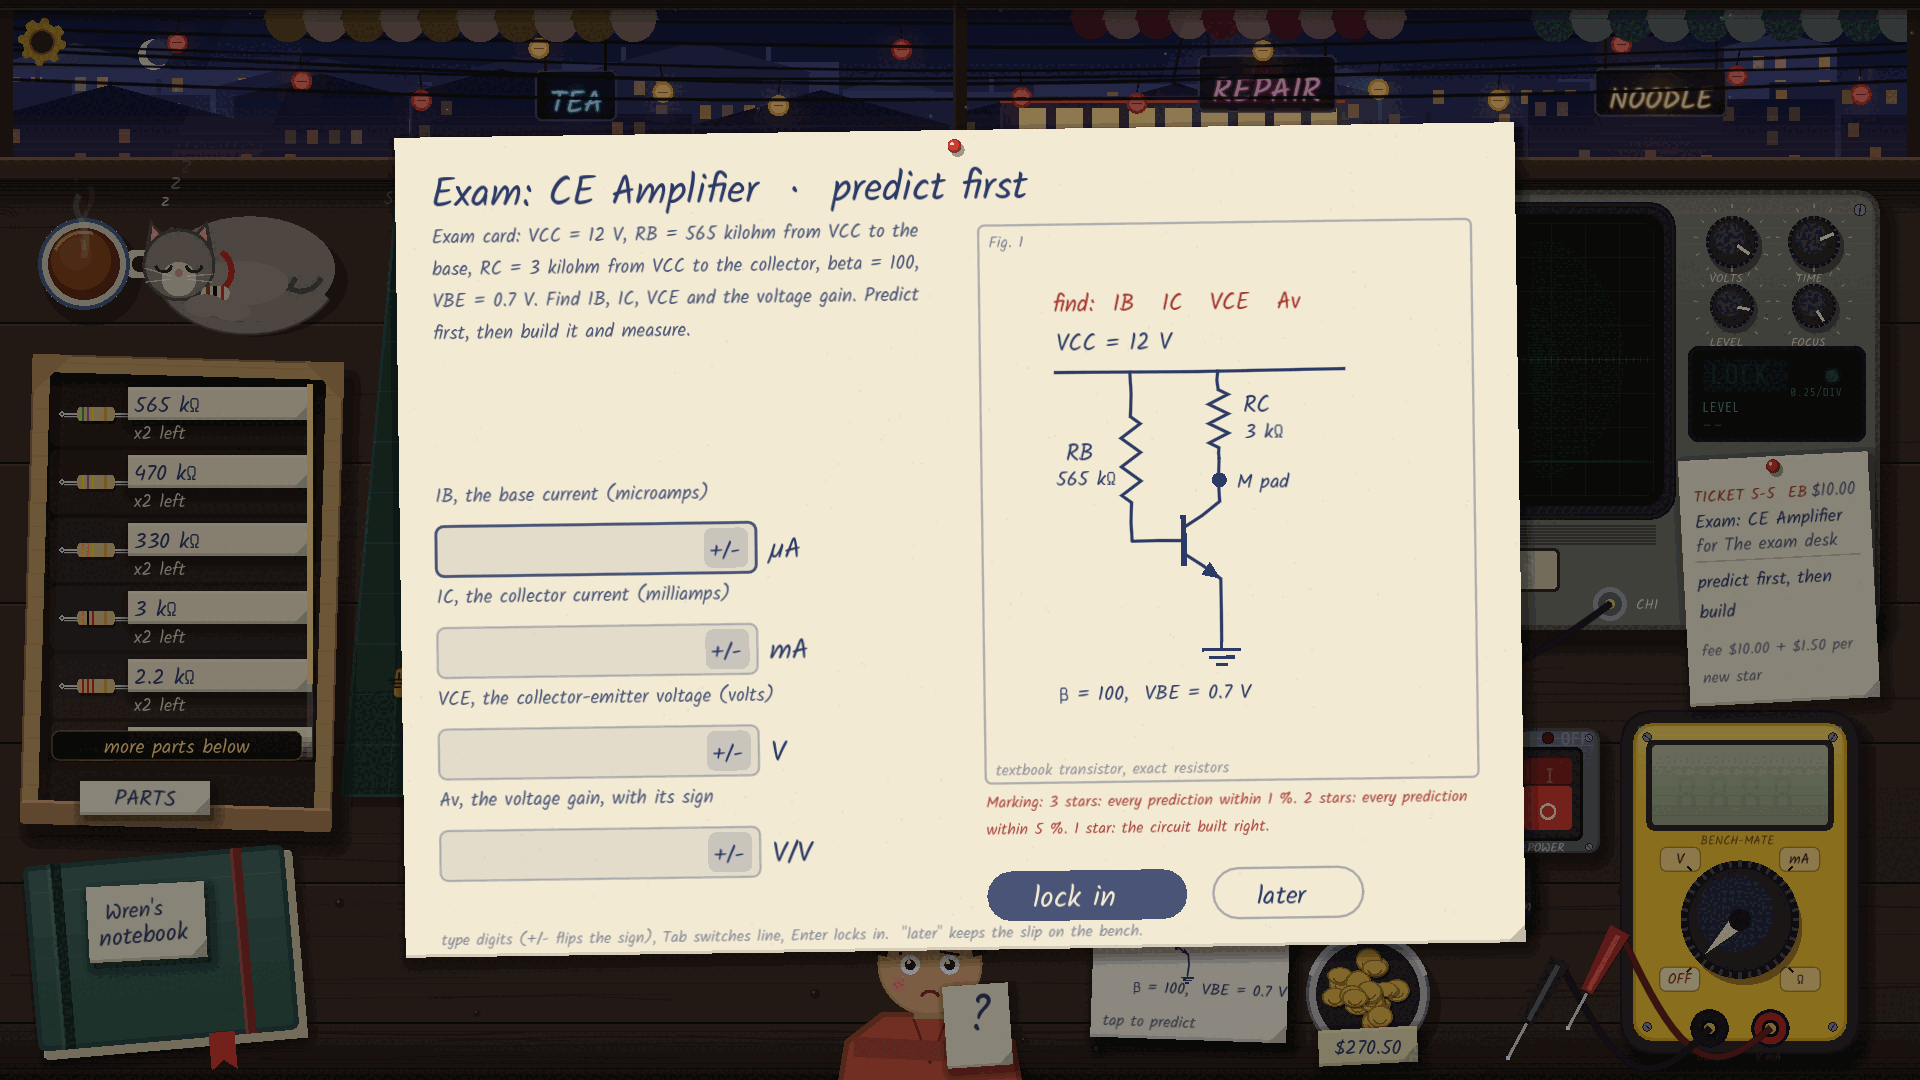 TEA
REPAIR
NOODLE
z
z
Exam: CE Amplifier · predict first
Exam card: VCC = 12 V, RB = 565 kilohm from VCC to the
base, RC = 3 kilohm from VCC to the collector, beta = 100,
VBE = 0.7 V. Find IB, IC, VCE and the voltage gain. Predict
first, then build it and measure.
IB, the base current (microamps)
+/- µA
IC, the collector current (milliamps)
+/- mA
VCE, the collector-emitter voltage (volts)
+/- V
Av, the voltage gain, with its sign
+/- V/V
type digits (+/- flips the sign), Tab switches line, Enter locks in. "later" keeps the slip on the bench.
Fig. 1
find: IB IC VCE Av
VCC = 12 V
RC
3 kΩ
RB
565 kΩ
M pad
β = 100, VBE = 0.7 V
textbook transistor, exact resistors
Marking: 3 stars: every prediction within 1 %. 2 stars: every prediction
within 5 %. 1 star: the circuit built right.
lock in
later
565 kΩ
x2 left
470 kΩ
x2 left
330 kΩ
x2 left
3 kΩ
x2 left
2.2 kΩ
x2 left
more parts below
PARTS
Wren's
notebook
?
β = 100, VBE = 0.7 V
tap to predict
$270.50
VOLTS
TIME
LEVEL
FOCUS
LOCK
0.25/DIV
LEVEL
--
CH1
TICKET 5-5 EB $10.00
Exam: CE Amplifier
for The exam desk
predict first, then
build
fee $10.00 + $1.50 per
new star
OFF
I
O
POWER
BENCH-MATE
V
mA
OFF
Ω